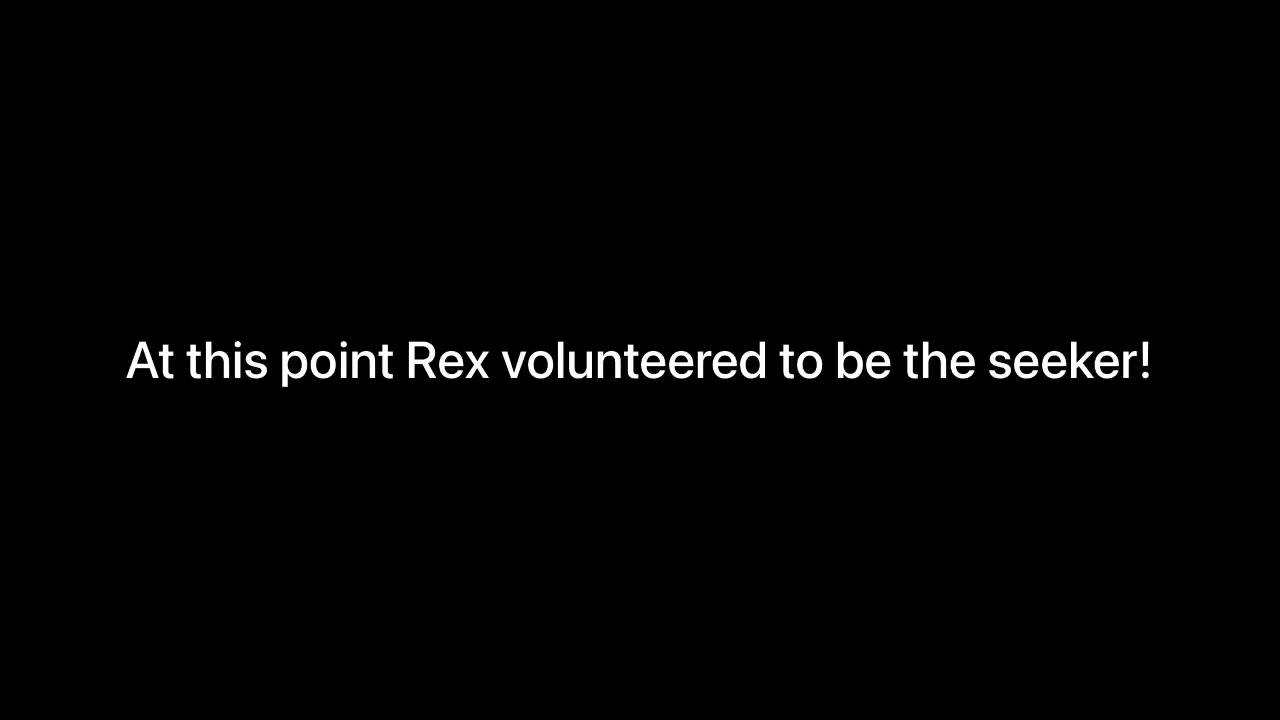 At this point Rex volunteered to be the seeker!